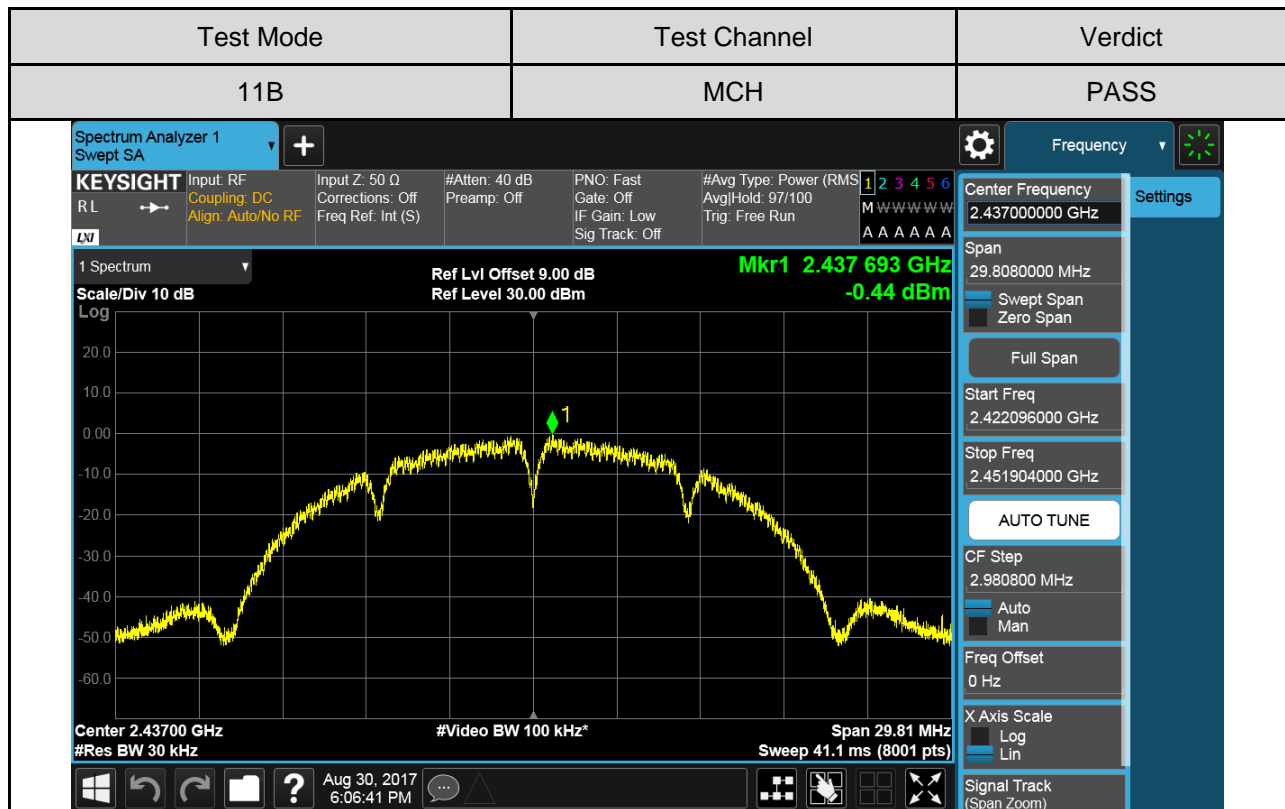 Test Mode Test Channel Verdict
11B MCH PASS
Spectrum Analyzer 1
Swept SA
Frequency
KEYSIGHT Input: RF Input Z: 50 Ω #Atten: 40 dB PNO: Fast #Avg Type: Power (RMS 1 2 3 4 5 6
RL Coupling: DC Corrections: Off Preamp: Off Gate: Off Avg|Hold: 97/100 M W W W W W
Align: Auto/No RF Freq Ref: Int (S) IF Gain: Low Trig: Free Run
LXI Sig Track: Off A A A A A A
1 Spectrum
Scale/Div 10 dB
Ref Lvl Offset 9.00 dB
Ref Level 30.00 dBm
Mkr1 2.437 693 GHz
-0.44 dBm
Log
20.0
10.0
0.00
-10.0
-20.0
-30.0
-40.0
-50.0
-60.0
1
Center 2.43700 GHz #Video BW 100 kHz* Span 29.81 MHz
#Res BW 30 kHz Sweep 41.1 ms (8001 pts)
Aug 30, 2017
6:06:41 PM
Center Frequency
2.437000000 GHz
Settings
Span
29.8080000 MHz
Swept Span
Zero Span
Full Span
Start Freq
2.422096000 GHz
Stop Freq
2.451904000 GHz
AUTO TUNE
CF Step
2.980800 MHz
Auto
Man
Freq Offset
0 Hz
X Axis Scale
Log
Lin
Signal Track
(Span Zoom)